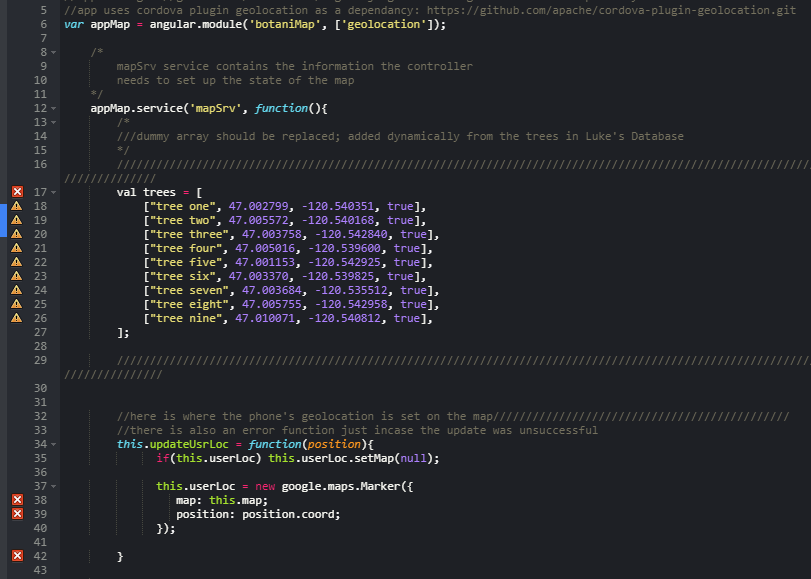 5 //app uses cordova plugin geolocation as a dependancy: https://github.com/apache/cordova-plugin-geolocation.git
6 var appMap = angular.module('botaniMap', ['geolocation']);
7
8 /*
9 mapSrv service contains the information the controller
10 needs to set up the state of the map
11 */
12 appMap.service('mapSrv', function(){
13 /*
14 ///dummy array should be replaced; added dynamically from the trees in Luke's Database
15 */
16 /////////////////////////////////////////////////////////////////////////////////////////////////////////
//////////////
17 val trees = [
18 ["tree one", 47.002799, -120.540351, true],
19 ["tree two", 47.005572, -120.540168, true],
20 ["tree three", 47.003758, -120.542840, true],
21 ["tree four", 47.005016, -120.539600, true],
22 ["tree five", 47.001153, -120.542925, true],
23 ["tree six", 47.003370, -120.539825, true],
24 ["tree seven", 47.003684, -120.535512, true],
25 ["tree eight", 47.005755, -120.542958, true],
26 ["tree nine", 47.010071, -120.540812, true],
27 ];
28
29 /////////////////////////////////////////////////////////////////////////////////////////////////////////
///////////////
30
31
32 //here is where the phone's geolocation is set on the map/////////////////////////////////////////////
33 //there is also an error function just incase the update was unsuccessful
34 this.updateUsrLoc = function(position){
35 if(this.userLoc) this.userLoc.setMap(null);
36
37 this.userLoc = new google.maps.Marker({
38 map: this.map;
39 position: position.coord;
40 });
41
42 }
43